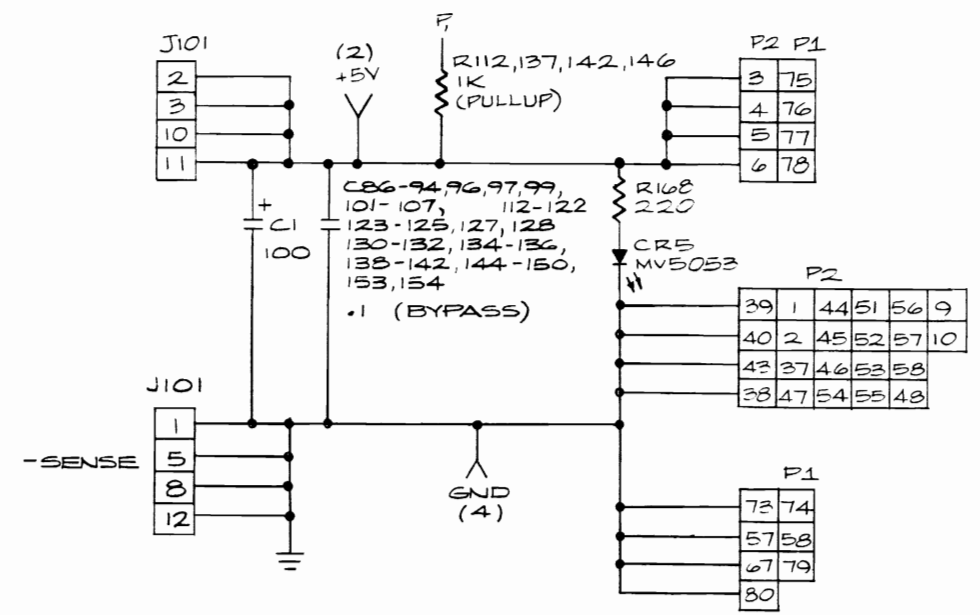 P,
J101
2
3
10
11
(2)
+5V
R112,137,142,146
1K
(PULLUP)
P2 P1
3 75
4 76
5 77
6 78
+
C1
100
C86-94,96,97,99,
101-107, 112-122
123-125,127,128
130-132,134-136,
138-142,144-150,
153,154
.1 (BYPASS)
R168
220
CR5
MV5053
P2
39 1 44 51 56 9
40 2 45 52 57 10
43 37 46 53 58
38 47 54 55 48
J101
1
5
8
12
-SENSE
GND
(4)
P1
73 74
57 58
67 79
80